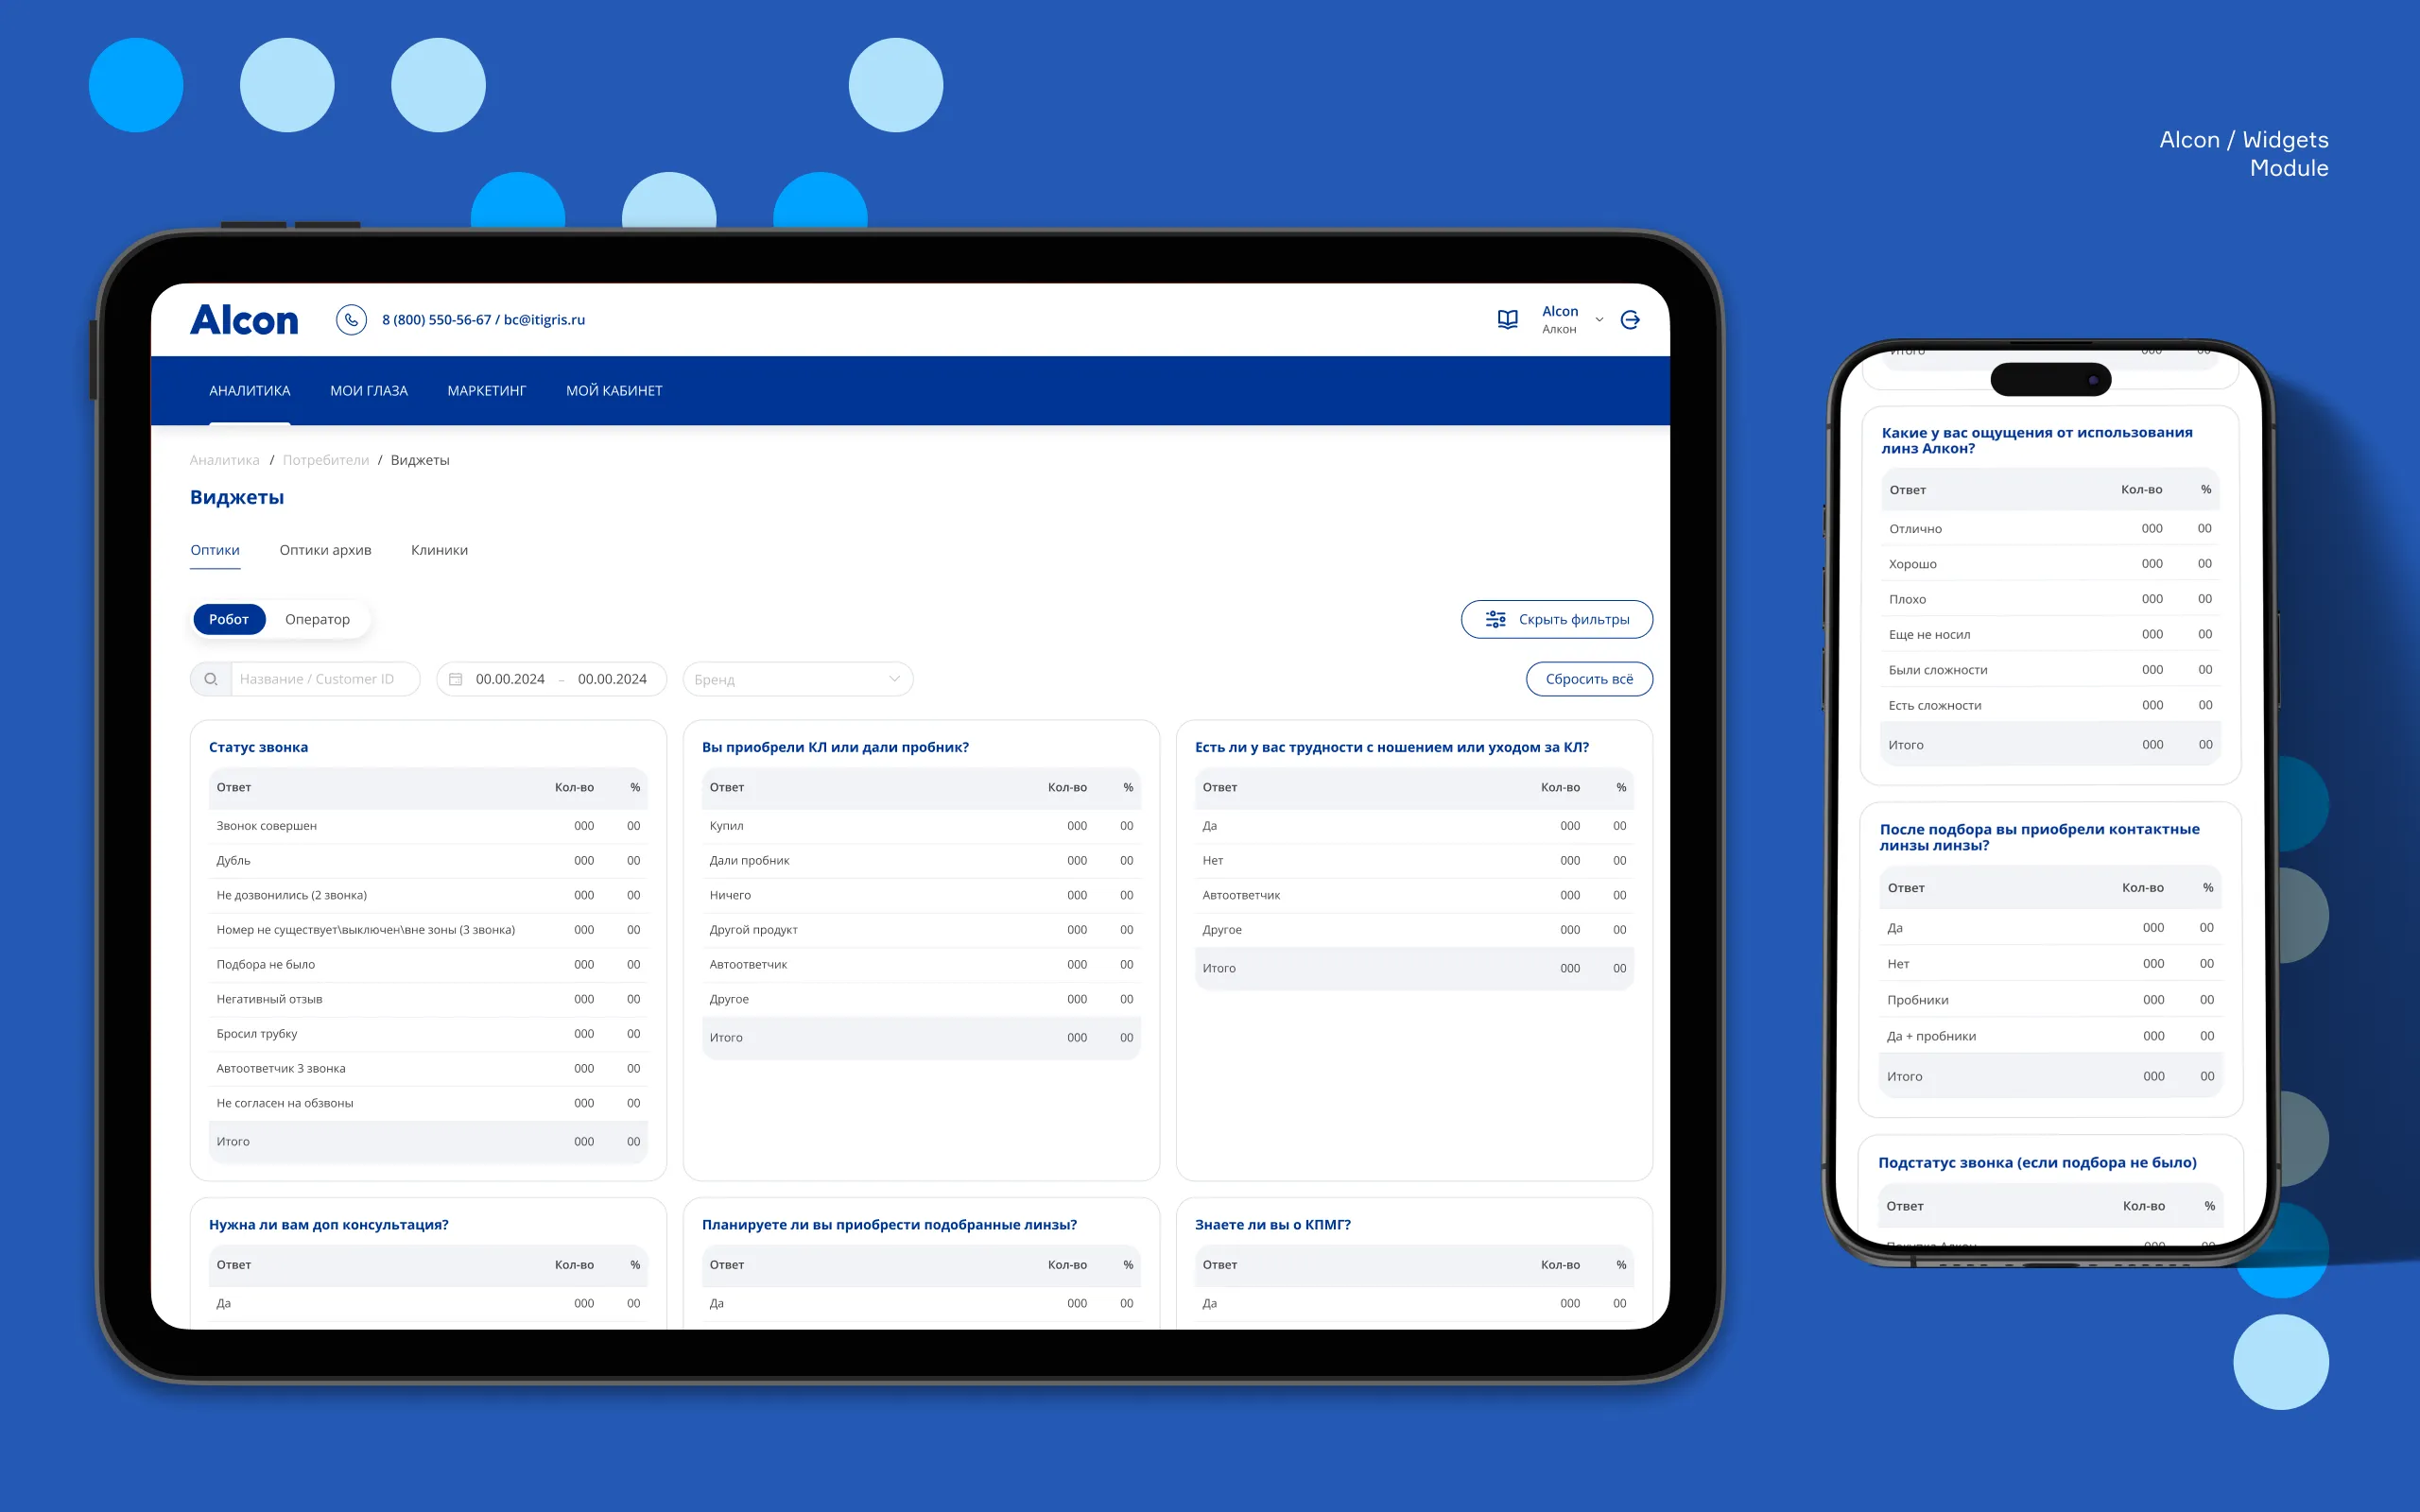 Alcon / Widgets
Module
Alcon
8 (800) 550-56-67 / bc@itigris.ru
Alcon
Алкон
АНАЛИТИКА МОИ ГЛАЗА МАРКЕТИНГ МОЙ КАБИНЕТ
Аналитика / Потребители / Виджеты
Виджеты
Оптики Оптики архив Клиники
Робот Оператор
Скрыть фильтры
Название / Customer ID 00.00.2024 – 00.00.2024 Бренд
Сбросить всё
Статус звонка
Ответ Кол-во %
Звонок совершен 000 00
Дубль 000 00
Не дозвонились (2 звонка) 000 00
Номер не существует\выключен\вне зоны (3 звонка) 000 00
Подбора не было 000 00
Негативный отзыв 000 00
Бросил трубку 000 00
Автоответчик 3 звонка 000 00
Не согласен на обзвоны 000 00
Итого 000 00
Вы приобрели КЛ или дали пробник?
Ответ Кол-во %
Купил 000 00
Дали пробник 000 00
Ничего 000 00
Другой продукт 000 00
Автоответчик 000 00
Другое 000 00
Итого 000 00
Есть ли у вас трудности с ношением или уходом за КЛ?
Ответ Кол-во %
Да 000 00
Нет 000 00
Автоответчик 000 00
Другое 000 00
Итого 000 00
Нужна ли вам доп консультация?
Ответ Кол-во %
Да 000 00
Планируете ли вы приобрести подобранные линзы?
Ответ Кол-во %
Да 000 00
Знаете ли вы о КПМГ?
Ответ Кол-во %
Да 000 00
Итого 000 00
Какие у вас ощущения от использования
линз Алкон?
Ответ Кол-во %
Отлично 000 00
Хорошо 000 00
Плохо 000 00
Еще не носил 000 00
Были сложности 000 00
Есть сложности 000 00
Итого 000 00
После подбора вы приобрели контактные
линзы линзы?
Ответ Кол-во %
Да 000 00
Нет 000 00
Пробники 000 00
Да + пробники 000 00
Итого 000 00
Подстатус звонка (если подбора не было)
Ответ Кол-во %
Покупка Алкон 000 00